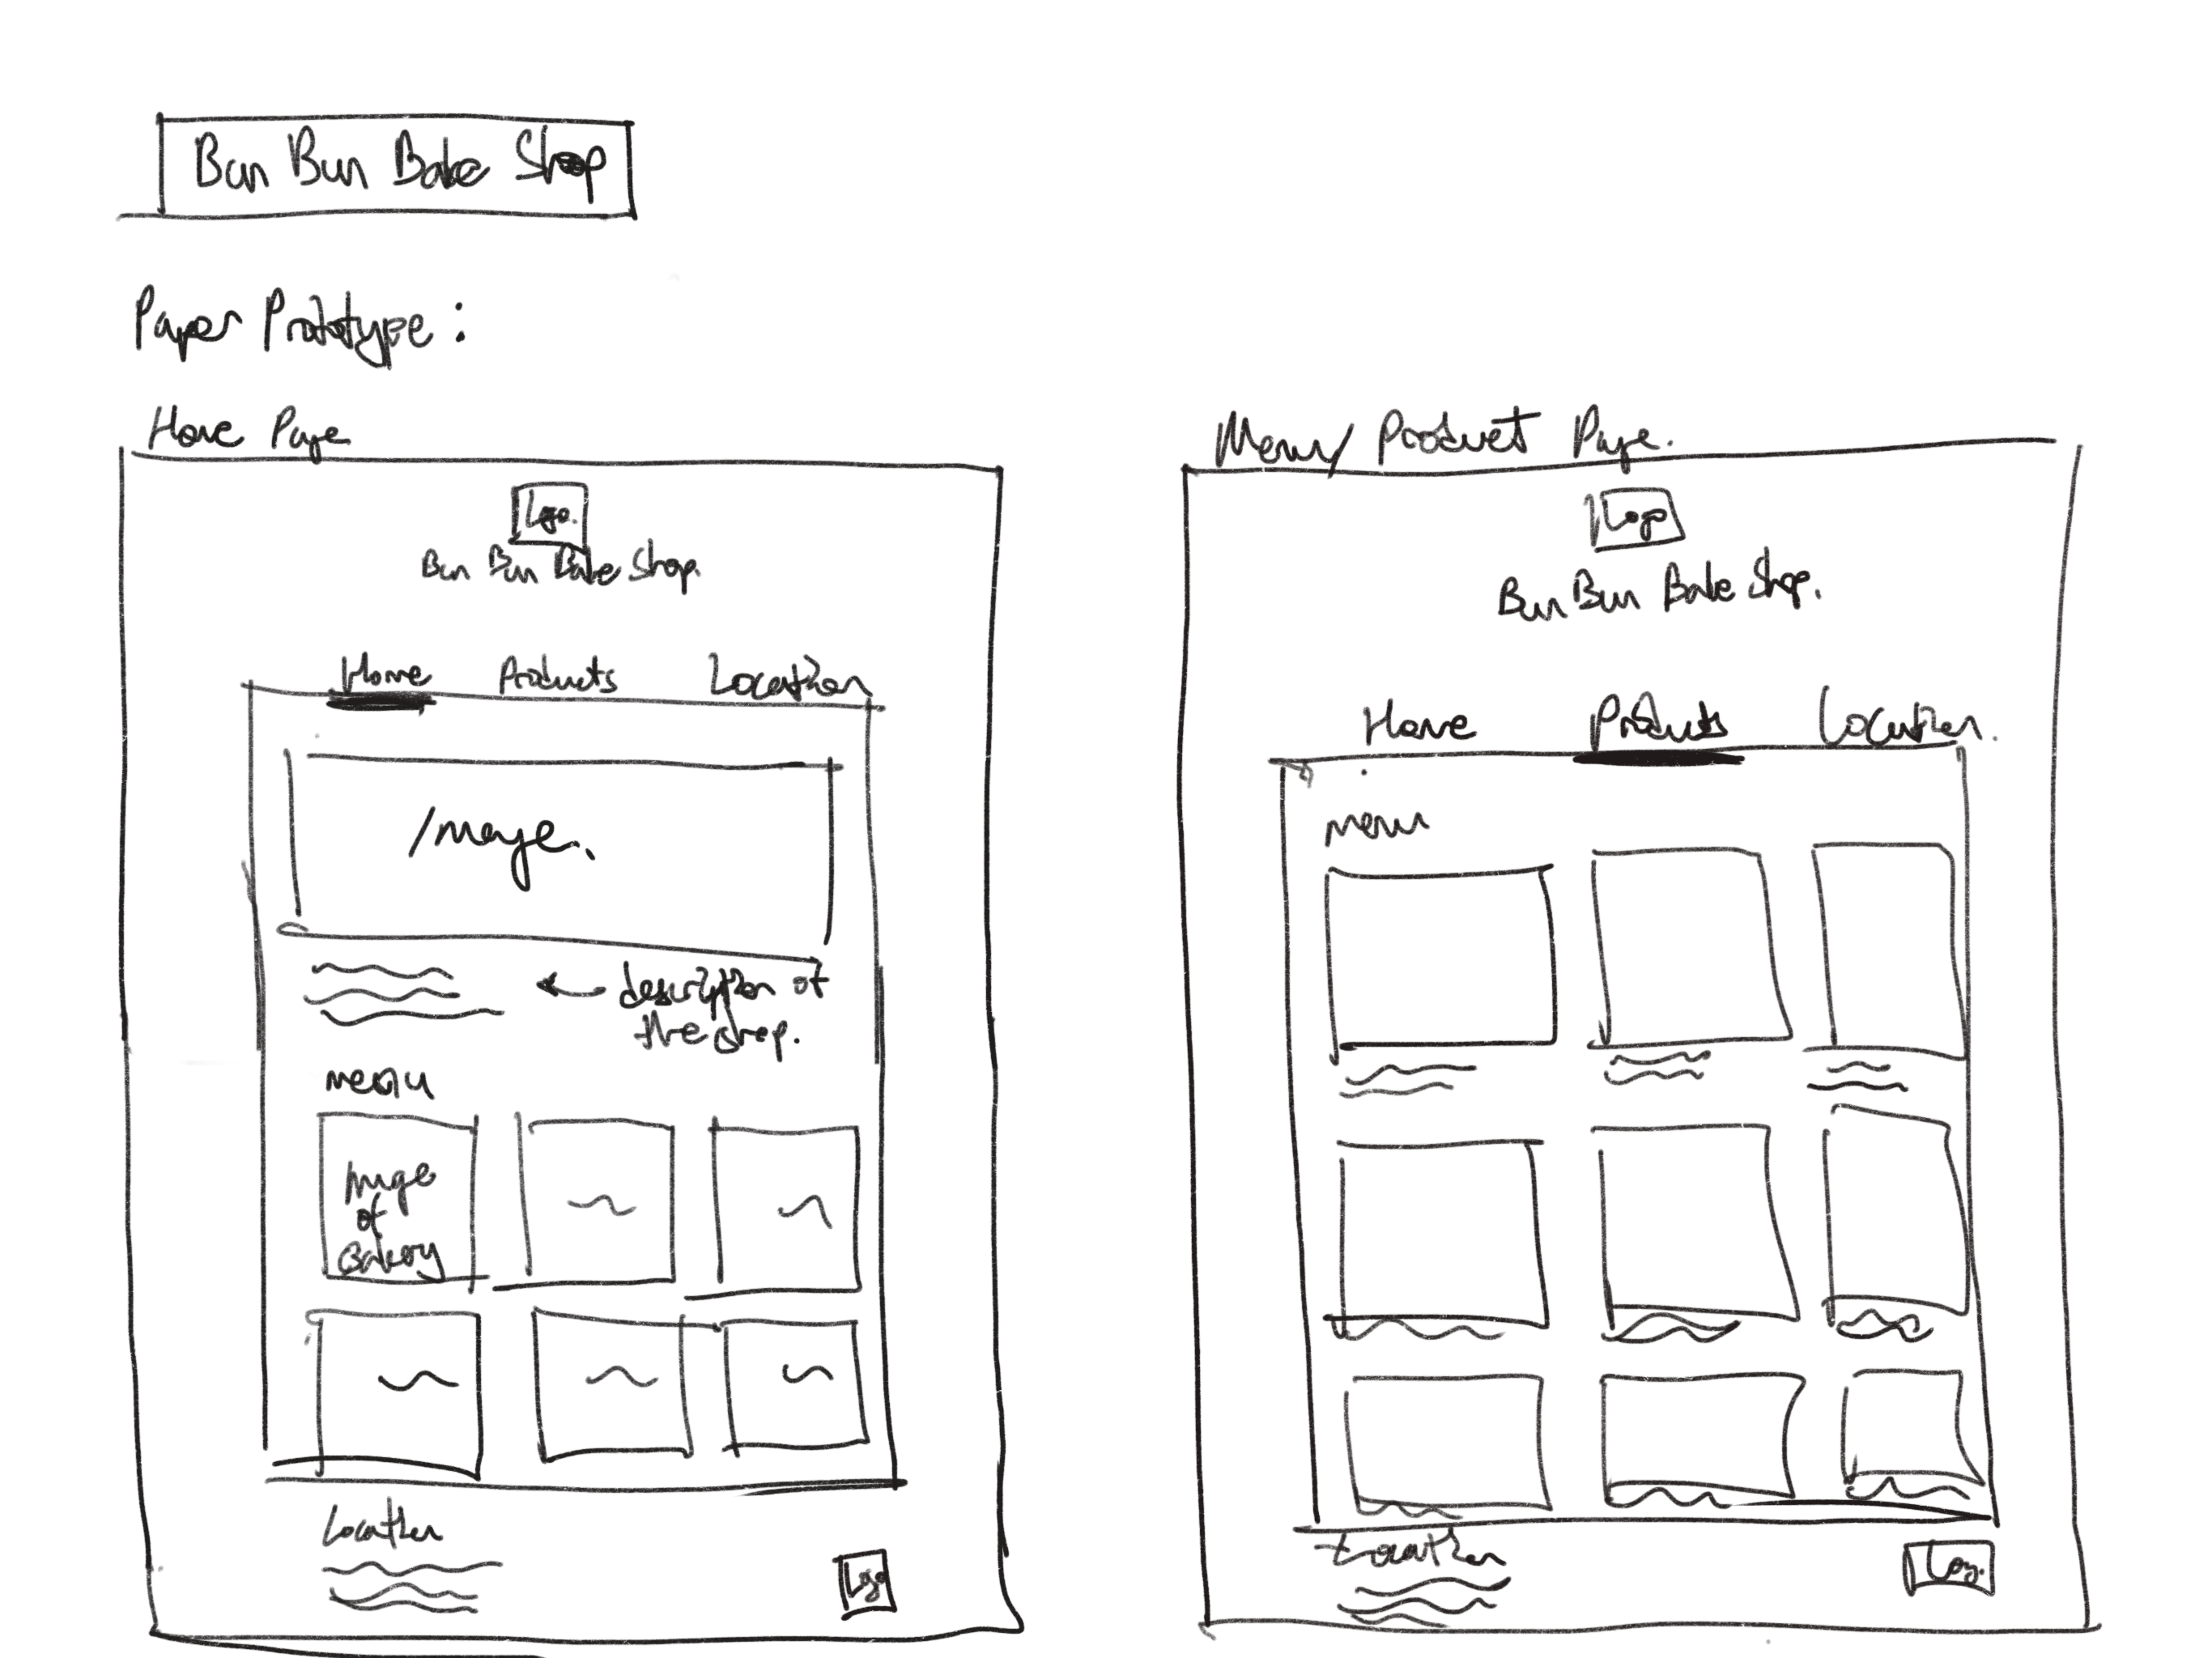 Bun Bun Bake Shop
Paper Prototype :
Home Page
Logo.
Bun Bun Bake Shop.
Home Products Location
Image.
description of
the shop.
menu
Image
of
Bakery
Location
Logo
Menu/ Product Page.
Logo
Bun Bun Bake Shop.
Home Products Location.
menu
Location
Logo.